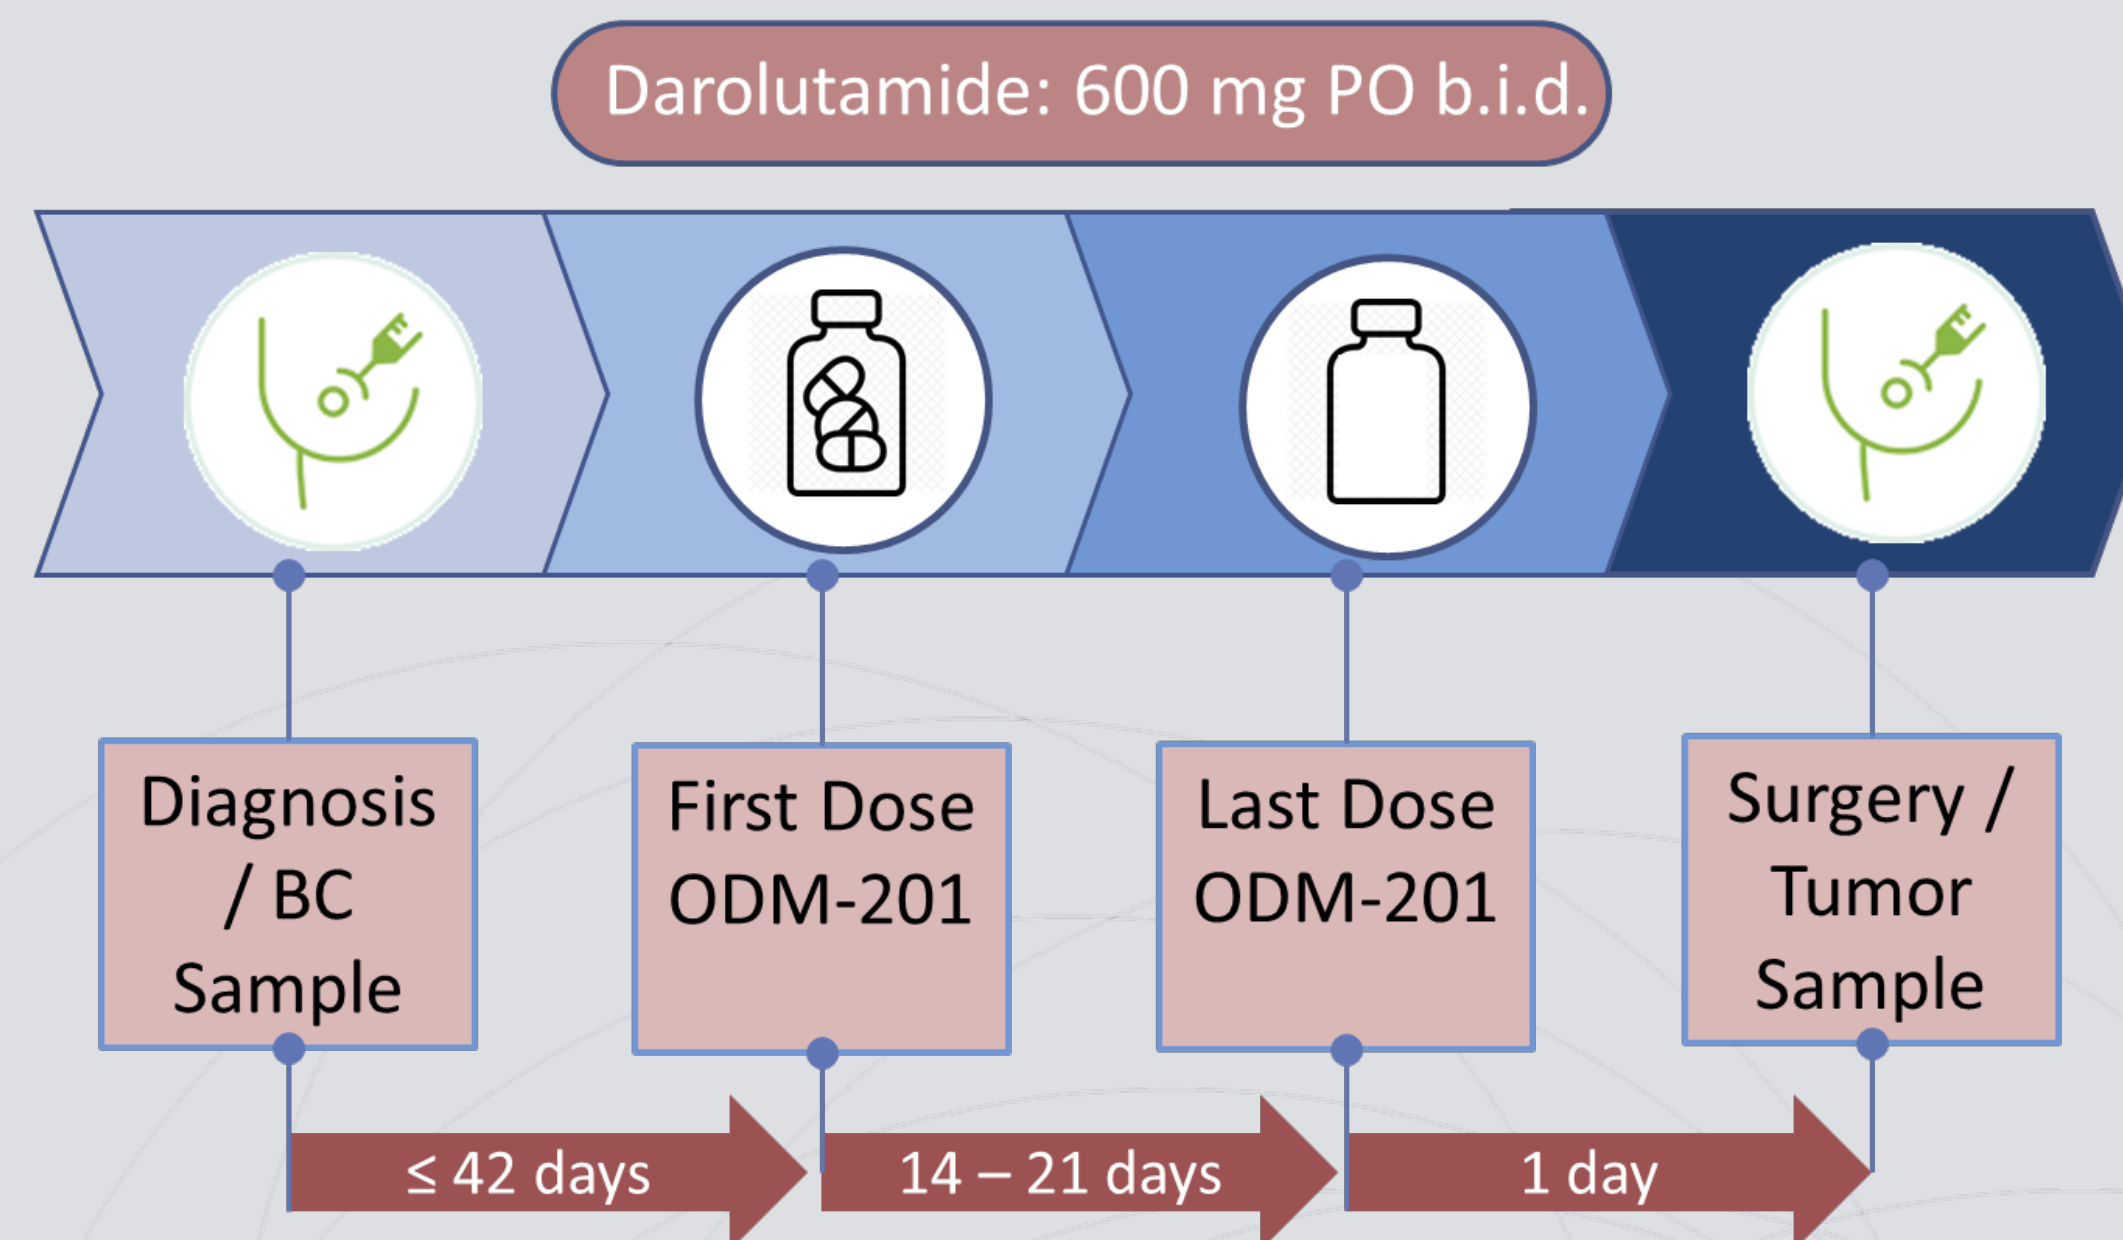 Darolutamide: 600 mg PO b.i.d.
Diagnosis
/ BC
Sample
First Dose
ODM-201
Last Dose
ODM-201
Surgery /
Tumor
Sample
≤ 42 days
14 – 21 days
1 day